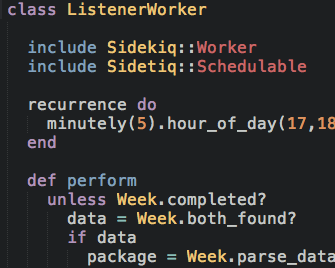 class ListenerWorker
include Sidekiq::Worker
include Sidetiq::Schedulable
recurrence do
minutely(5).hour_of_day(17,18
end
def perform
unless Week.completed?
data = Week.both_found?
if data
package = Week.parse_data